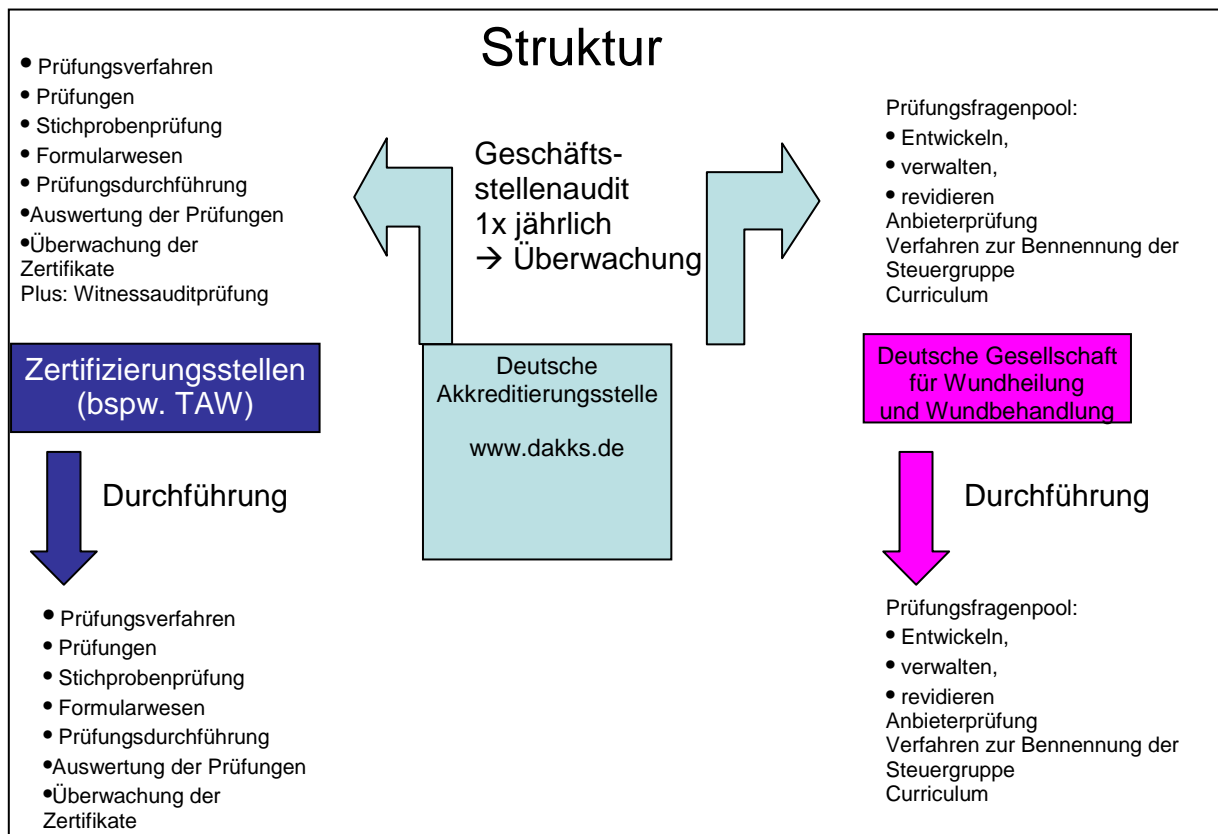 Struktur
• Prüfungsverfahren
• Prüfungen
• Stichprobenprüfung
• Formularwesen
• Prüfungsdurchführung
•Auswertung der Prüfungen
•Überwachung der
Zertifikate
Plus: Witnessauditprüfung
Geschäfts-
stellenaudit
1x jährlich
→ Überwachung
Prüfungsfragenpool:
• Entwickeln,
• verwalten,
• revidieren
Anbieterprüfung
Verfahren zur Bennennung der
Steuergruppe
Curriculum
Zertifizierungsstellen
(bspw. TAW)
Deutsche
Akkreditierungsstelle
www.dakks.de
Deutsche Gesellschaft
für Wundheilung
und Wundbehandlung
Durchführung
Durchführung
• Prüfungsverfahren
• Prüfungen
• Stichprobenprüfung
• Formularwesen
• Prüfungsdurchführung
•Auswertung der Prüfungen
•Überwachung der
Zertifikate
Prüfungsfragenpool:
• Entwickeln,
• verwalten,
• revidieren
Anbieterprüfung
Verfahren zur Bennennung der
Steuergruppe
Curriculum